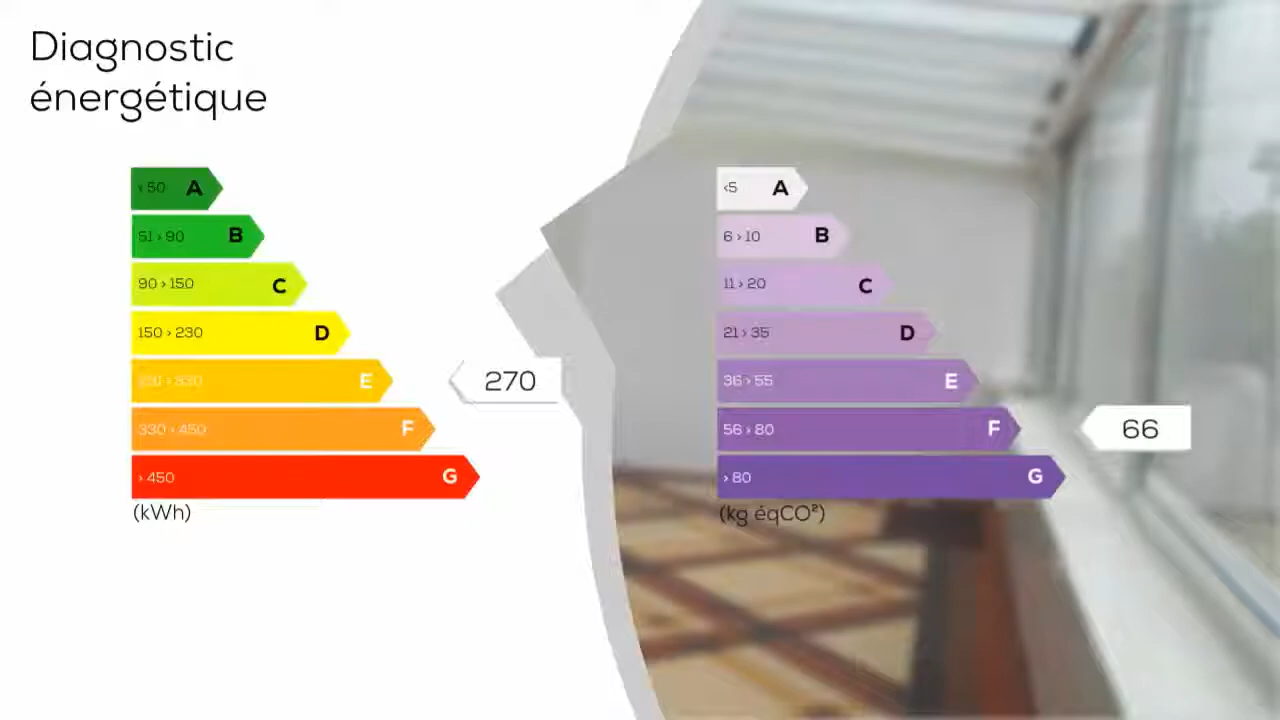 Diagnostic
énergétique
< 50 A
51 > 90 B
90 > 150 C
150 > 230 D
E
270
330 > 450 F
> 450 G
(kWh)
<5 A
6 > 10 B
11 > 20 C
21 > 35 D
36 > 55 E
56 > 80 F
66
> 80 G
(kg éqCO²)